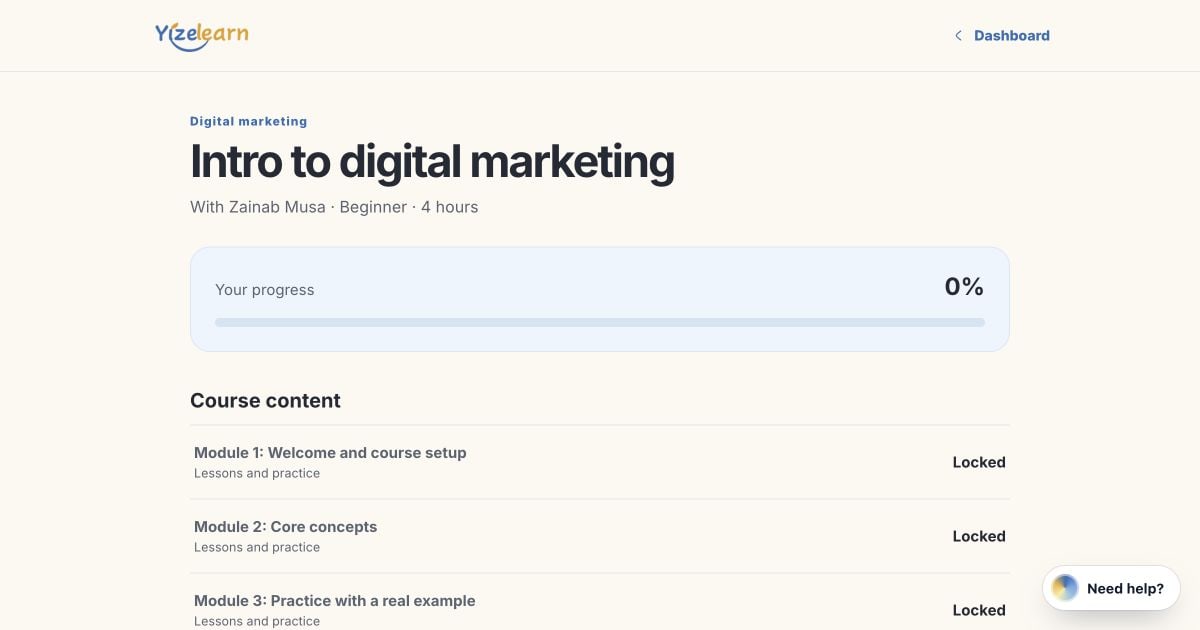 Yizelearn
Dashboard
Digital marketing
Intro to digital marketing
With Zainab Musa · Beginner · 4 hours
Your progress
0%
Course content
Module 1: Welcome and course setup
Lessons and practice
Locked
Module 2: Core concepts
Lessons and practice
Locked
Module 3: Practice with a real example
Lessons and practice
Locked
Need help?